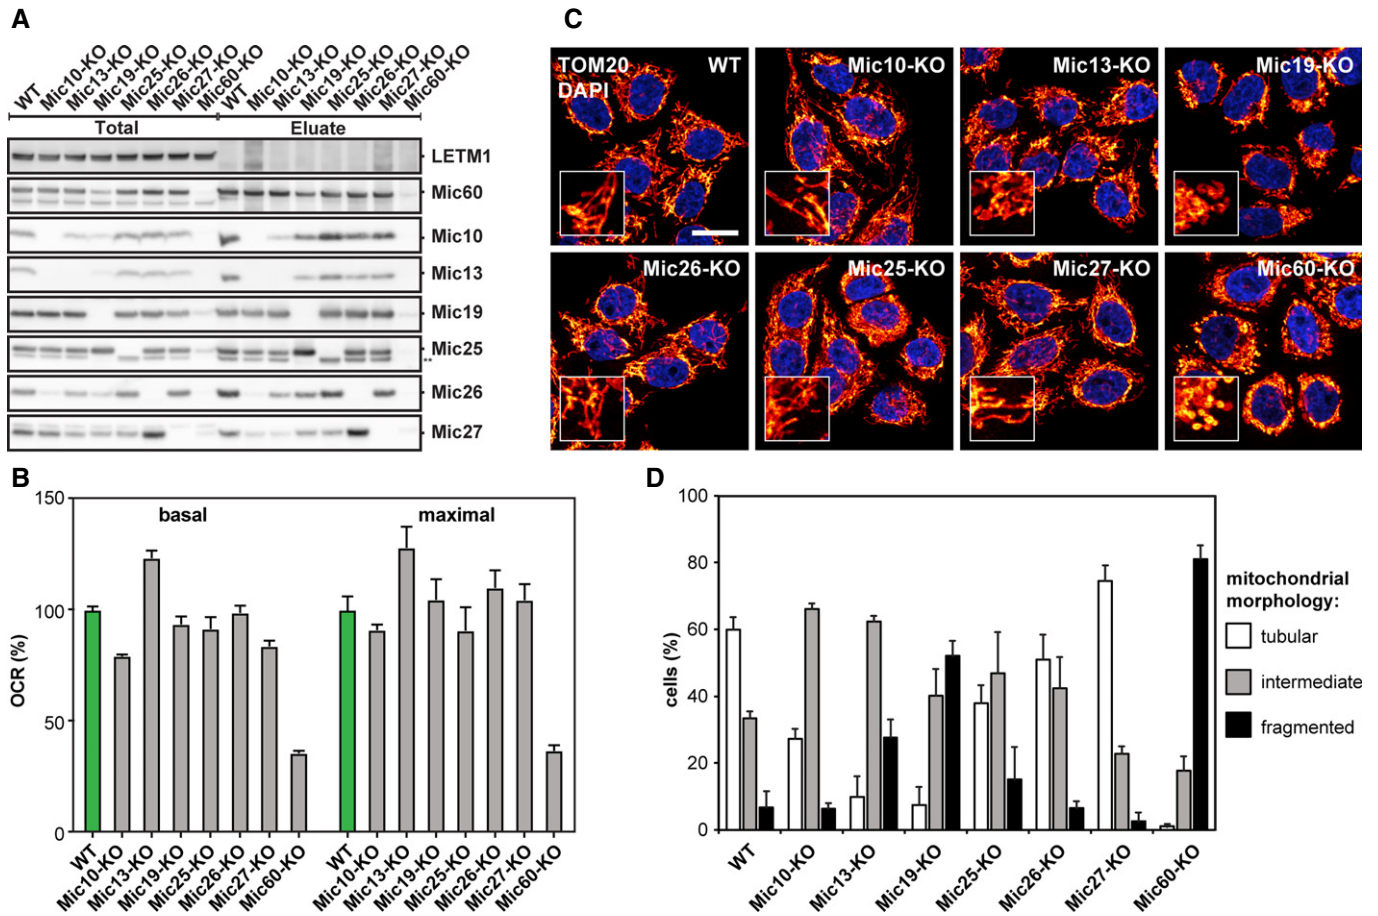 A
WT Mic10-KO Mic13-KO Mic19-KO Mic25-KO Mic26-KO Mic27-KO Mic60-KO WT Mic10-KO Mic13-KO Mic19-KO Mic25-KO Mic26-KO Mic27-KO Mic60-KO
Total Eluate
LETM1
Mic60
Mic10
Mic13
Mic19
Mic25
**
Mic26
Mic27
B
OCR (%)
150
100
50
0
basal maximal
WT Mic10-KO Mic13-KO Mic19-KO Mic25-KO Mic26-KO Mic27-KO Mic60-KO WT Mic10-KO Mic13-KO Mic19-KO Mic25-KO Mic26-KO Mic27-KO Mic60-KO
C
TOM20 WT
DAPI
Mic10-KO
Mic13-KO
Mic19-KO
Mic26-KO
Mic25-KO
Mic27-KO
Mic60-KO
D
cells (%)
100
80
60
40
20
0
WT Mic10-KO Mic13-KO Mic19-KO Mic25-KO Mic26-KO Mic27-KO Mic60-KO
mitochondrial
morphology:
tubular
intermediate
fragmented